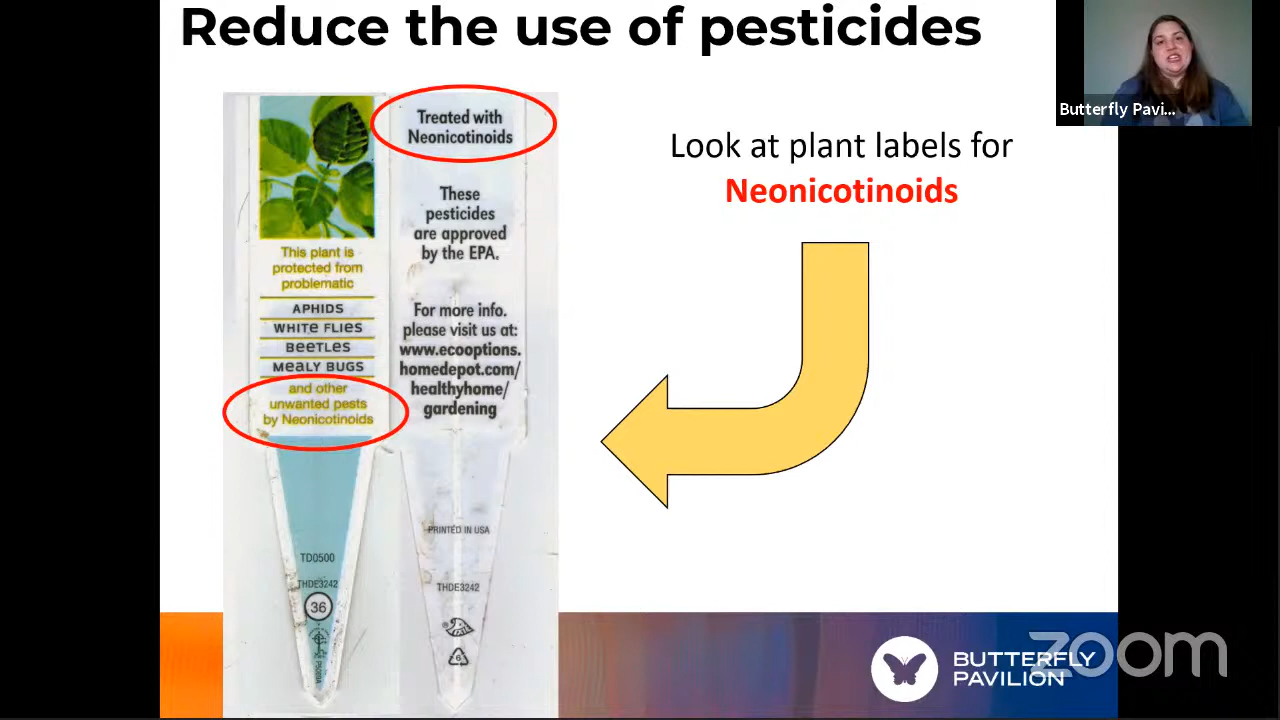 Reduce the use of pesticides
Butterfly Pavi...
Look at plant labels for
Neonicotinoids
This plant is
protected from
problematic
APHIDS
WHITE FLIES
BEETLES
MEALY BUGS
and other
unwanted pests
by Neonicotinoids
TD0500
THDE3242
36
Treated with
Neonicotinoids
These
pesticides
are approved
by the EPA.
For more info.
please visit us at:
www.ecooptions.
homedepot.com/
healthyhome/
gardening
PRINTED IN USA
THDE3242
6
BUTTERFLY
PAVILION
zoom